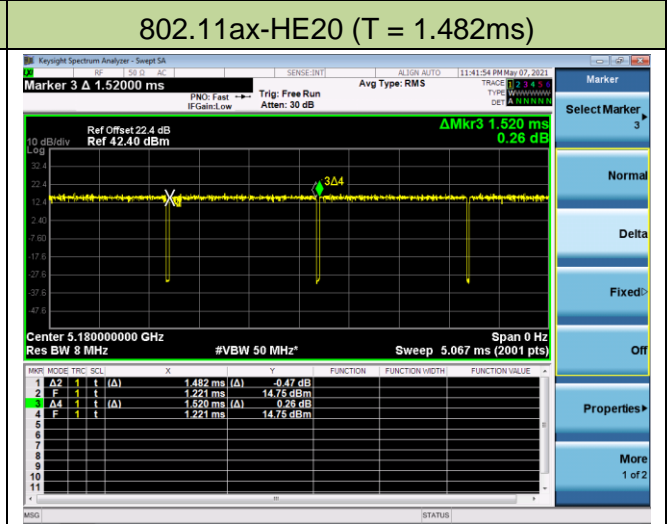 802.11ax-HE20 (T = 1.482ms)
Keysight Spectrum Analyzer - Swept SA
RF 50 Ω AC SENSE:INT ALIGN AUTO 11:41:54 PM May 07, 2021
Marker 3 Δ 1.52000 ms
PNO: Fast Trig: Free Run
IFGain:Low Atten: 30 dB
Avg Type: RMS
TRACE 1 2 3 4 5 6
TYPE WWWWWW
DET A N N N N N
Ref Offset 22.4 dB
10 dB/div Ref 42.40 dBm
Log
ΔMkr3 1.520 ms
0.26 dB
32.4
22.4
12.4
2.40
-7.60
-17.6
-27.6
-37.6
-47.6
3Δ4
Center 5.180000000 GHz Span 0 Hz
Res BW 8 MHz #VBW 50 MHz* Sweep 5.067 ms (2001 pts)
MKR MODE TRC SCL X Y FUNCTION FUNCTION WIDTH FUNCTION VALUE
1 Δ2 1 t (Δ) 1.482 ms (Δ) -0.47 dB
2 F 1 t 1.221 ms 14.75 dBm
3 Δ4 1 t (Δ) 1.520 ms (Δ) 0.26 dB
4 F 1 t 1.221 ms 14.75 dBm
5
6
7
8
9
10
11
MSG STATUS
Marker
Select Marker
3
Normal
Delta
Fixed
Off
Properties
More
1 of 2